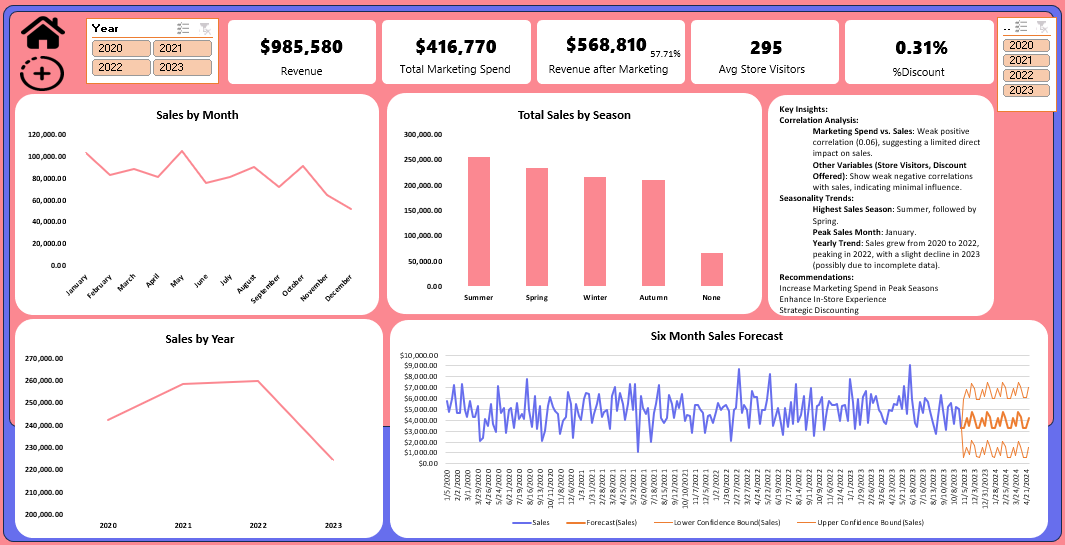 Year
2020
2021
2022
2023
$985,580
Revenue
$416,770
Total Marketing Spend
$568,810
57.71%
Revenue after Marketing
295
Avg Store Visitors
0.31%
%Discount
..
2020
2021
2022
2023
Sales by Month
120,000.00
100,000.00
80,000.00
60,000.00
40,000.00
20,000.00
0.00
January
February
March
April
May
June
July
August
September
October
November
December
Total Sales by Season
300,000.00
250,000.00
200,000.00
150,000.00
100,000.00
50,000.00
0.00
Summer
Spring
Winter
Autumn
None
Key Insights:
Correlation Analysis:
Marketing Spend vs. Sales: Weak positive
correlation (0.06), suggesting a limited direct
impact on sales.
Other Variables (Store Visitors, Discount
Offered): Show weak negative correlations
with sales, indicating minimal influence.
Seasonality Trends:
Highest Sales Season: Summer, followed by
Spring.
Peak Sales Month: January.
Yearly Trend: Sales grew from 2020 to 2022,
peaking in 2022, with a slight decline in 2023
(possibly due to incomplete data).
Recommendations:
Increase Marketing Spend in Peak Seasons
Enhance In-Store Experience
Strategic Discounting
Sales by Year
270,000.00
260,000.00
250,000.00
240,000.00
230,000.00
220,000.00
210,000.00
200,000.00
2020
2021
2022
2023
Six Month Sales Forecast
$10,000.00
$9,000.00
$8,000.00
$7,000.00
$6,000.00
$5,000.00
$4,000.00
$3,000.00
$2,000.00
$1,000.00
$0.00
1/5/2020
2/2/2020
3/1/2020
3/29/2020
4/26/2020
5/24/2020
6/21/2020
7/19/2020
8/16/2020
9/13/2020
10/11/2020
11/8/2020
12/6/2020
1/3/2021
1/31/2021
2/28/2021
3/28/2021
4/25/2021
5/23/2021
6/20/2021
7/18/2021
8/15/2021
9/12/2021
10/10/2021
11/7/2021
12/5/2021
1/2/2022
1/30/2022
2/27/2022
3/27/2022
4/24/2022
5/22/2022
6/19/2022
7/17/2022
8/14/2022
9/11/2022
10/9/2022
11/6/2022
12/4/2022
1/1/2023
1/29/2023
2/26/2023
3/26/2023
4/23/2023
5/21/2023
6/18/2023
7/16/2023
8/13/2023
9/10/2023
10/8/2023
11/5/2023
12/3/2023
12/31/2023
1/28/2024
2/25/2024
3/24/2024
4/21/2024
Sales
Forecast(Sales)
Lower Confidence Bound(Sales)
Upper Confidence Bound(Sales)